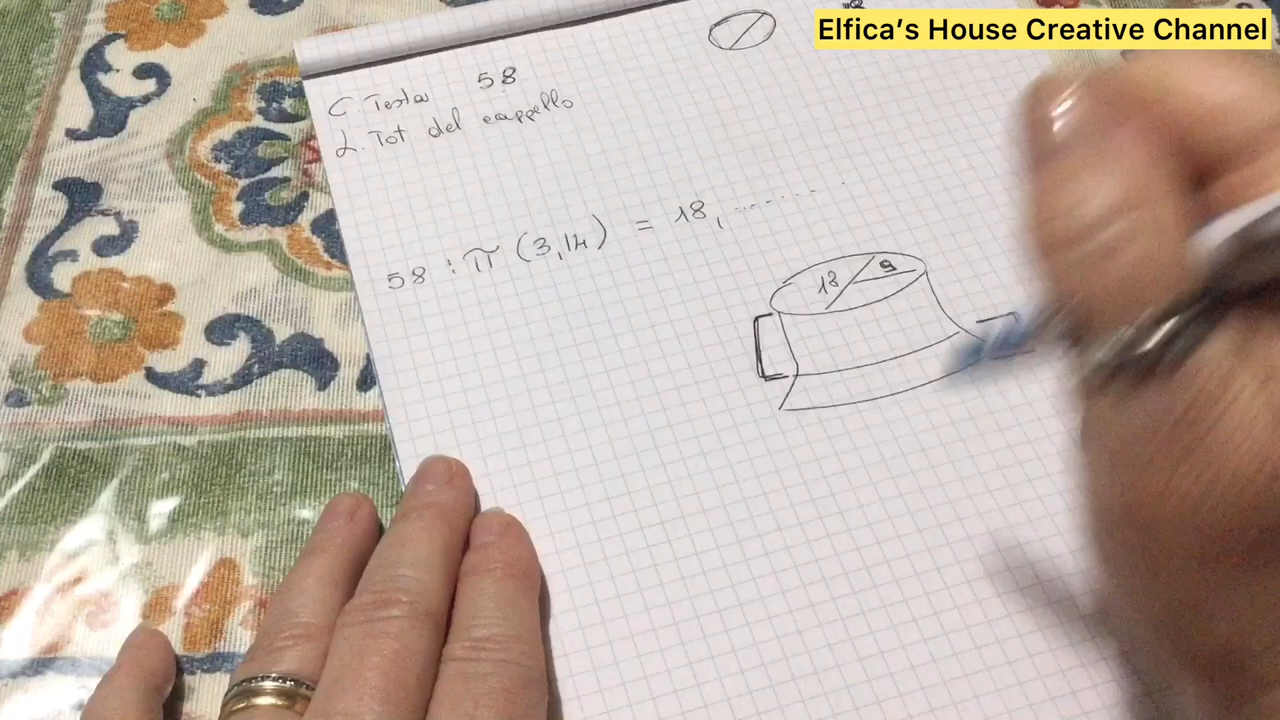 Elfica's House Creative Channel
C. Testa 58
L. Tot del cappello
58 : π (3,14) = 18, ..........
18 9